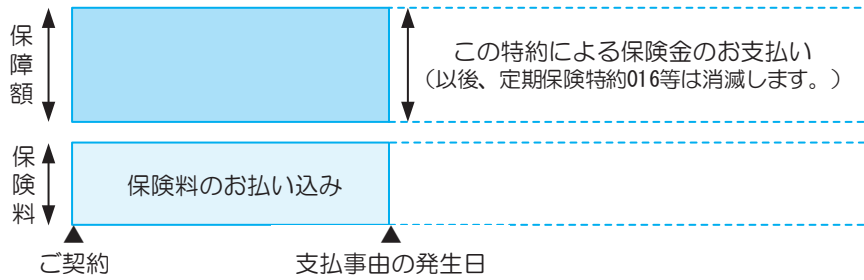 保障額
この特約による保険金のお支払い
（以後、定期保険特約016等は消滅します。）
保険料
保険料のお払い込み
ご契約
支払事由の発生日